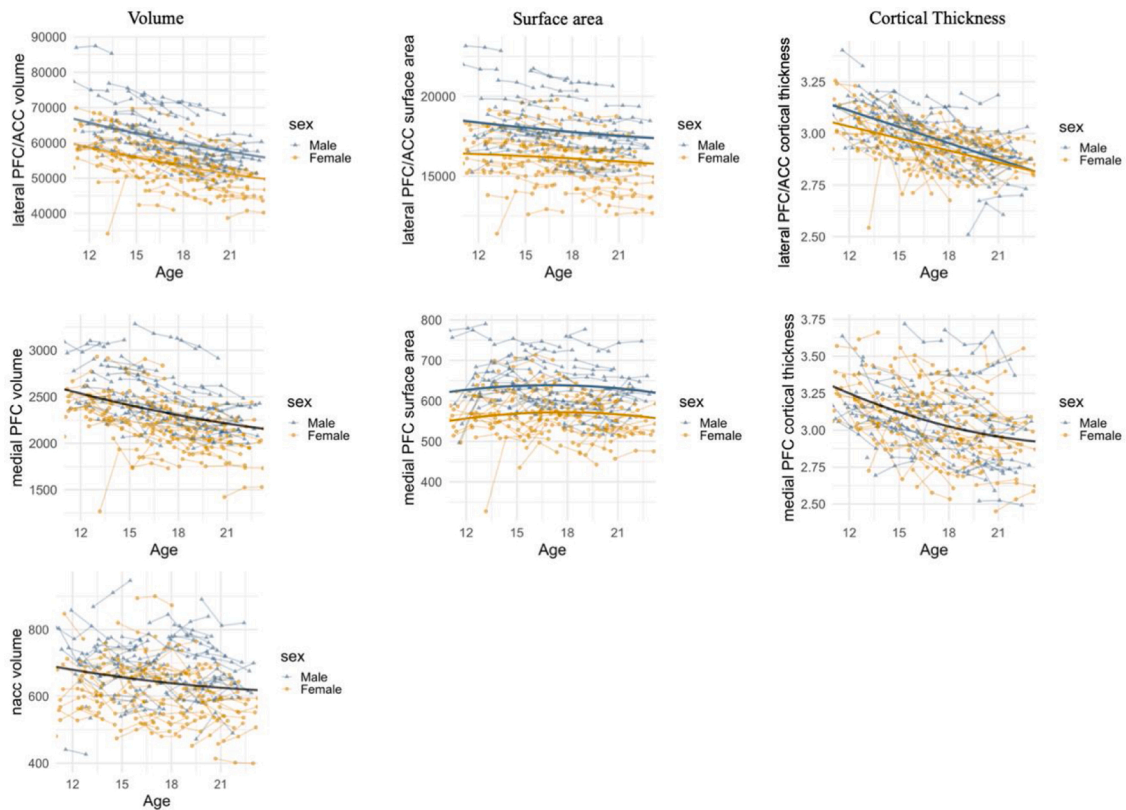 Volume
Surface area
Cortical Thickness
lateral PFC/ACC volume
90000
80000
70000
60000
50000
40000
12
15
18
21
Age
sex
Male
Female
lateral PFC/ACC surface area
20000
15000
12
15
18
21
Age
sex
Male
Female
lateral PFC/ACC cortical thickness
3.25
3.00
2.75
2.50
12
15
18
21
Age
sex
Male
Female
medial PFC volume
3000
2500
2000
1500
12
15
18
21
Age
sex
Male
Female
medial PFC surface area
800
700
600
500
400
12
15
18
21
Age
sex
Male
Female
medial PFC cortical thickness
3.75
3.50
3.25
3.00
2.75
2.50
12
15
18
21
Age
sex
Male
Female
nacc volume
800
600
400
12
15
18
21
Age
sex
Male
Female